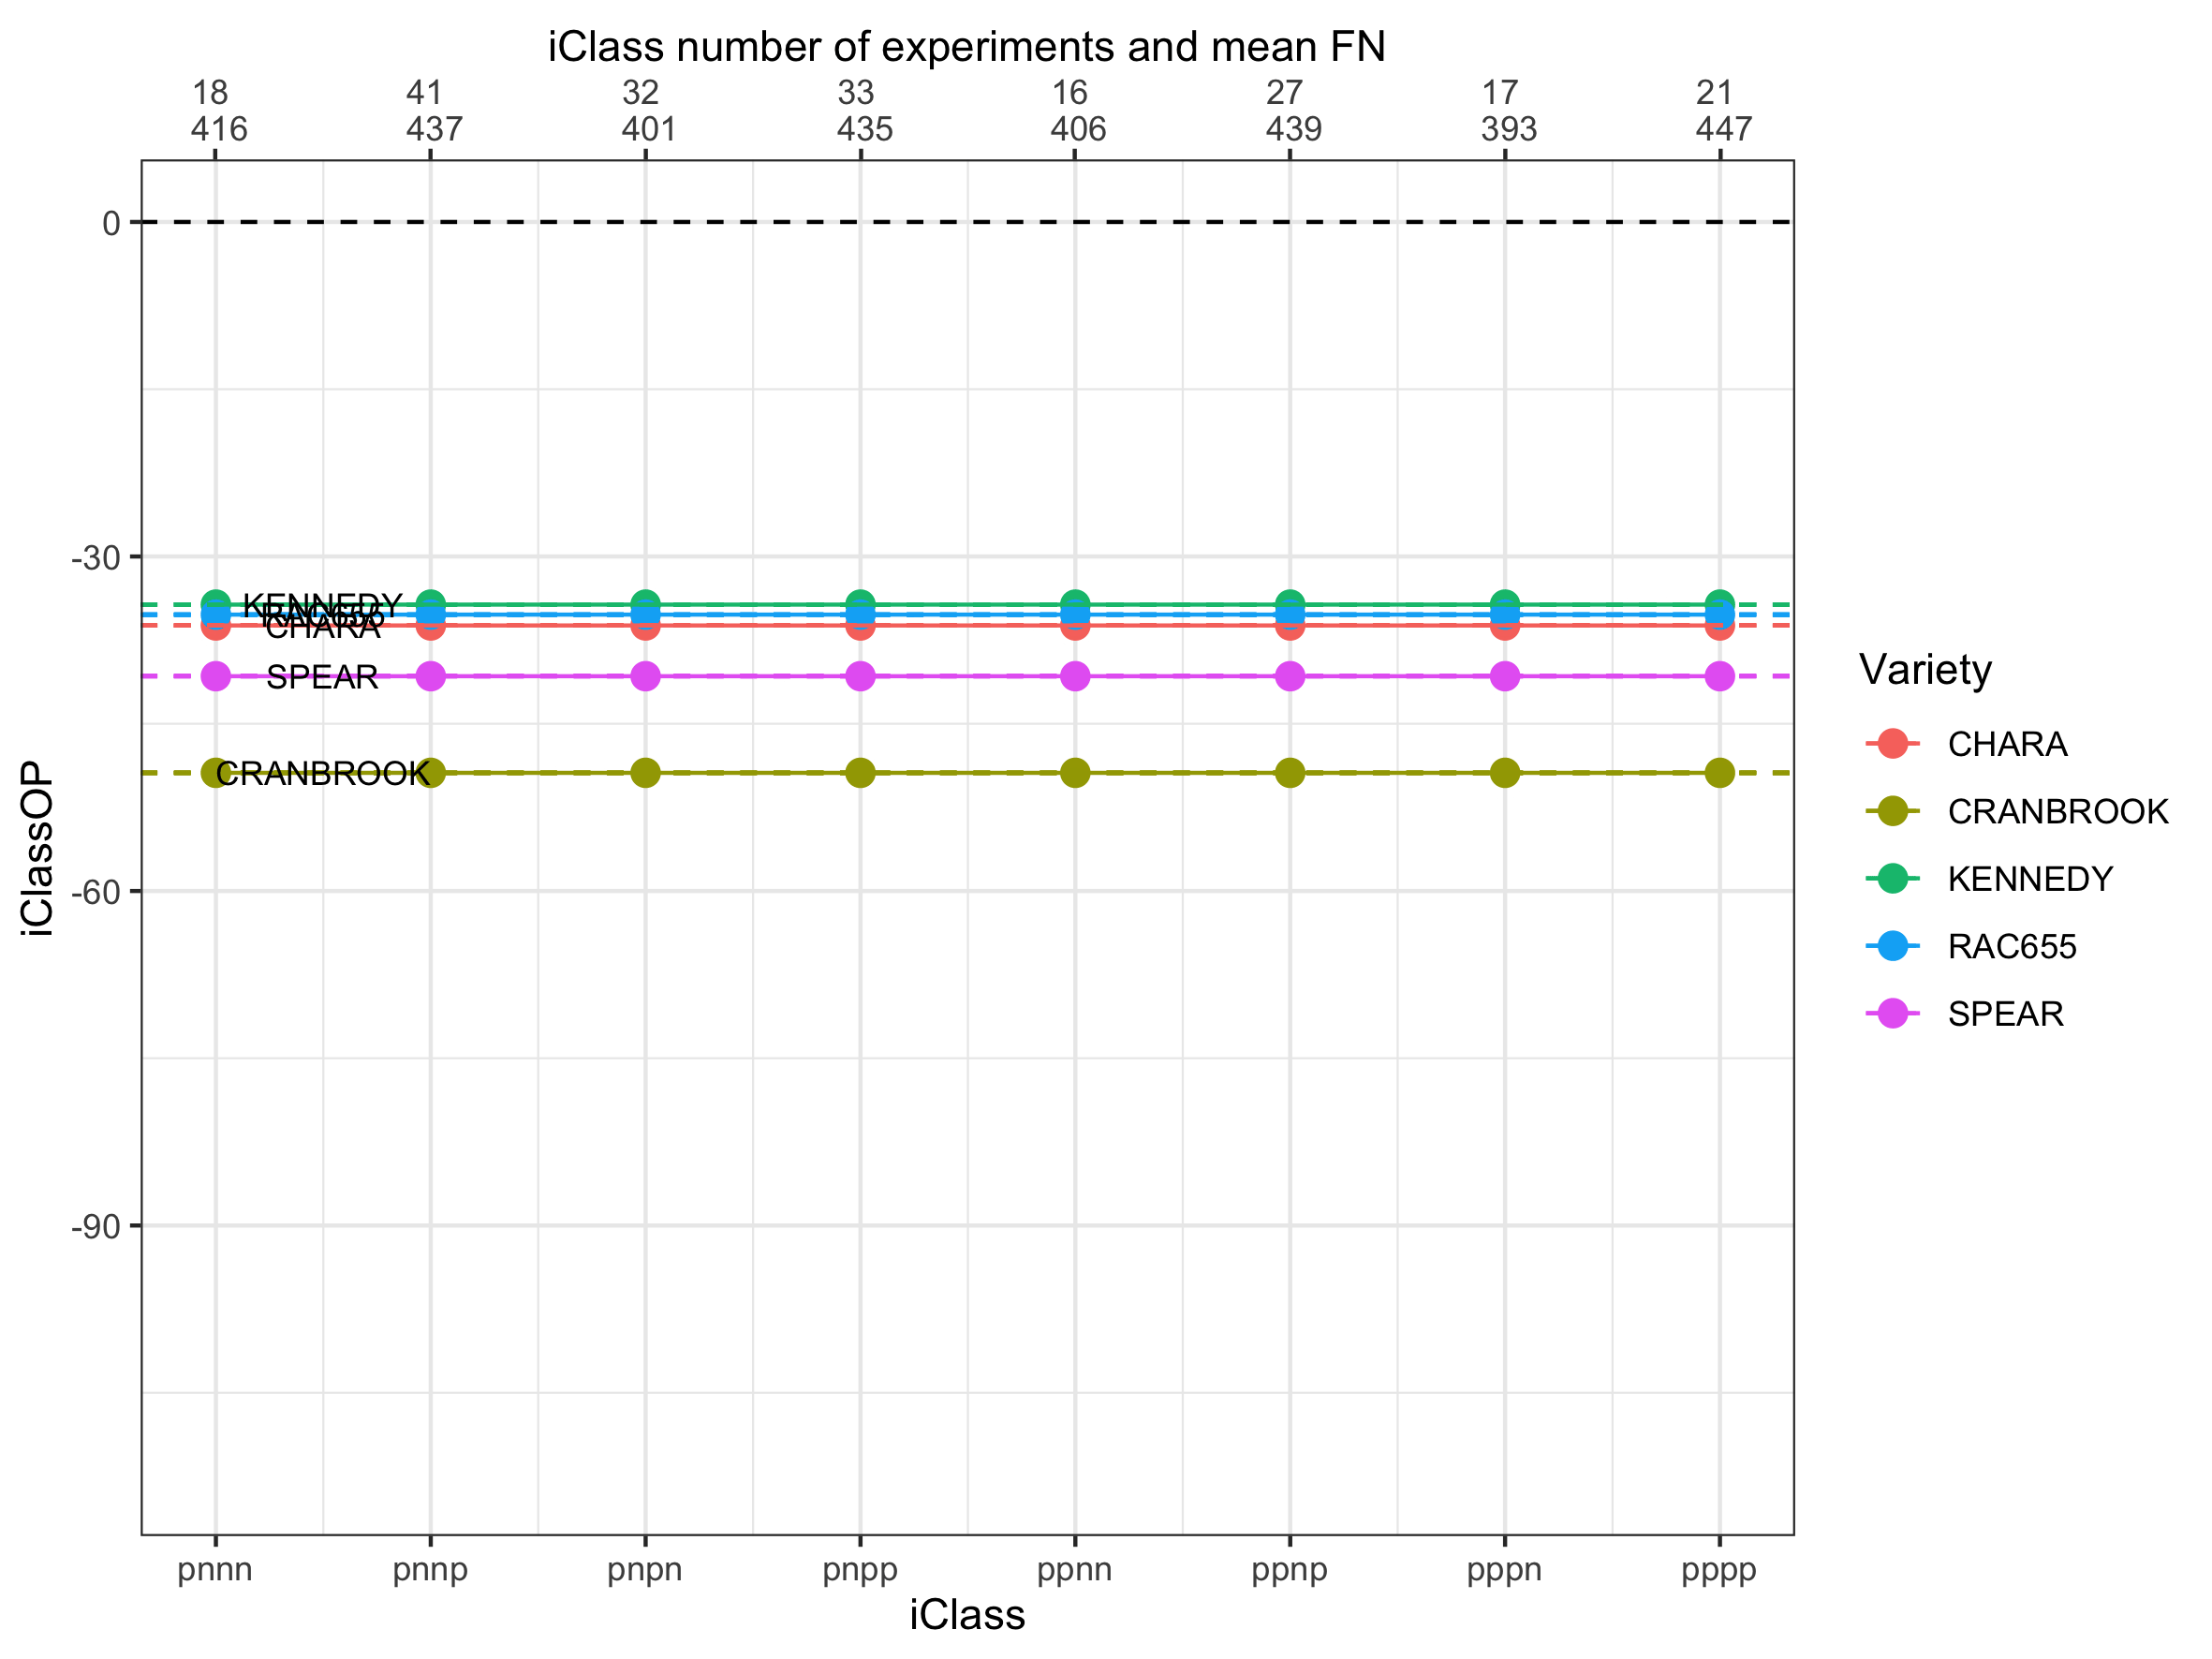 iClass number of experiments and mean FN
18 41 32 33 16 27 17 21
416 437 401 435 406 439 393 447
0
-30
-60
-90
iClassOP
KENNEDY
RAC655
CHARA
SPEAR
CRANBROOK
pnnn pnnp pnpn pnpp ppnn ppnp pppn pppp
iClass
Variety
CHARA
CRANBROOK
KENNEDY
RAC655
SPEAR